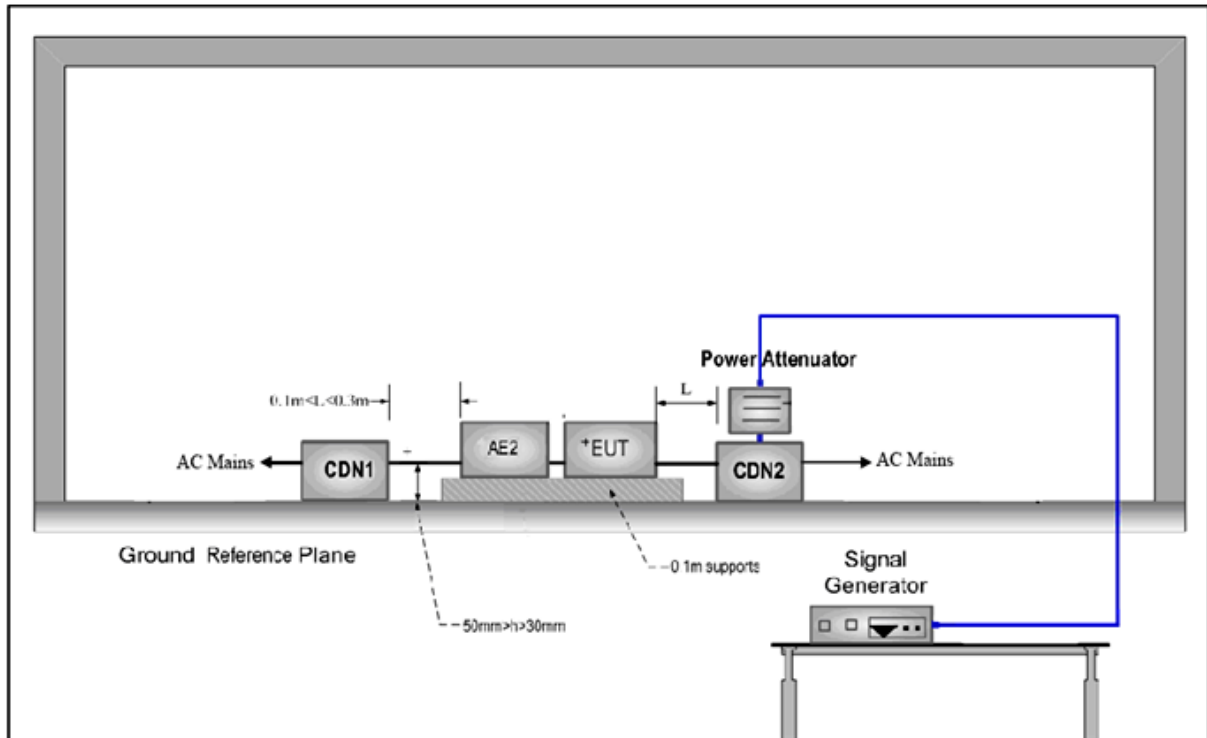 Power Attenuator
0.1m<L<0.3m
L
AE2
+EUT
AC Mains
CDN1
CDN2
AC Mains
Ground Reference Plane
0 1m supports
50mm>h>30mm
Signal
Generator